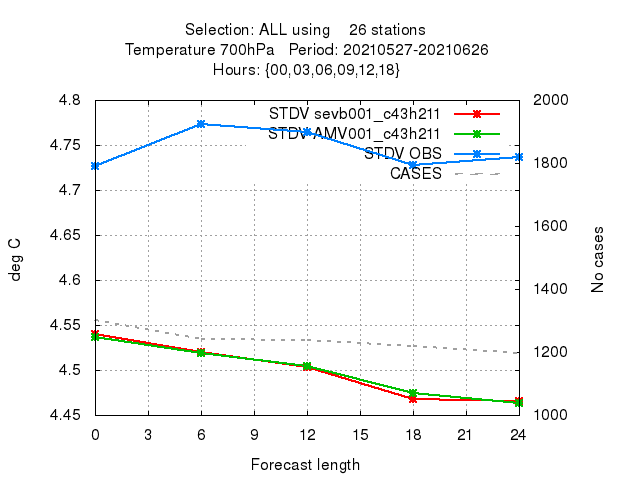 Selection: ALL using 26 stations
Temperature 700hPa Period: 20210527-20210626
Hours: {00,03,06,09,12,18}
4.8
4.75
4.7
4.65
4.6
4.55
4.5
4.45
deg C
STDV sevb001_c43h211
STDV AMV001_c43h211
STDV OBS
CASES
2000
1800
1600
1400
1200
1000
No cases
0 3 6 9 12 15 18 21 24
Forecast length